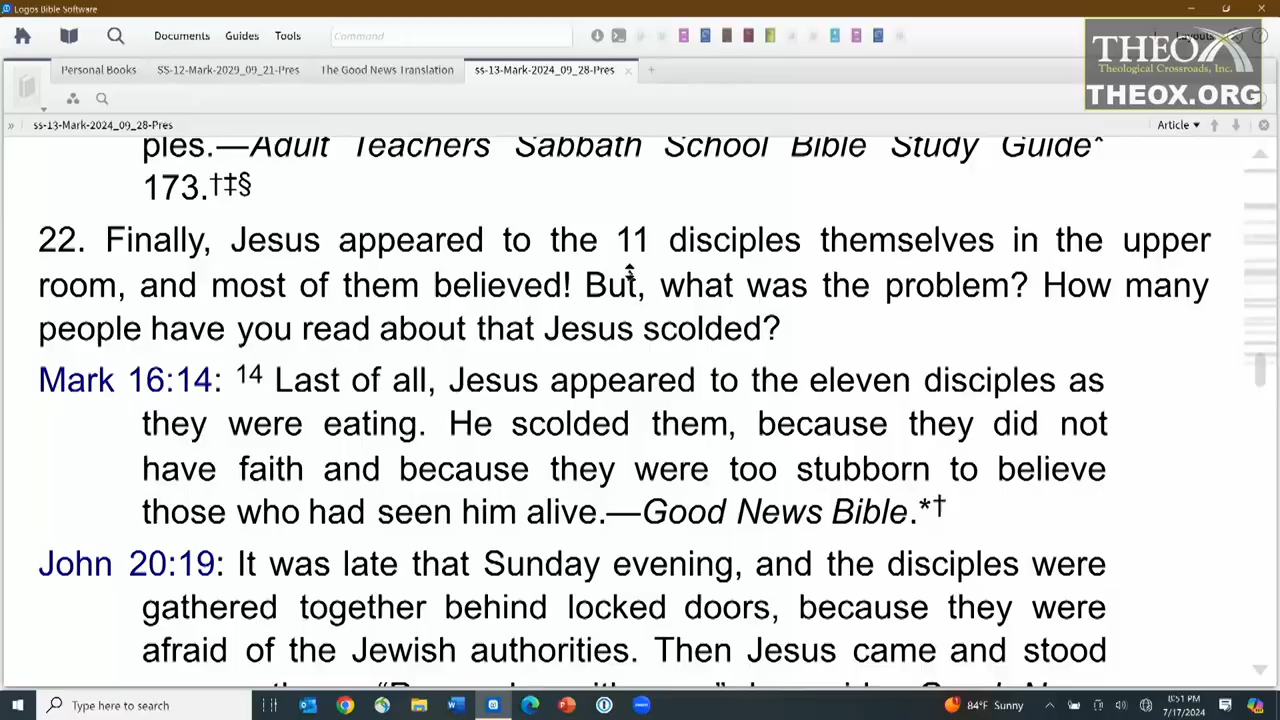 Logos Bible Software
Documents Guides Tools Command
Layouts
THEOX
Theological Crossroads, Inc.
THEOX.ORG
Personal Books SS-12-Mark-2029_09_21-Pres The Good News Translation ss-13-Mark-2024_09_28-Pres
ss-13-Mark-2024_09_28-Pres Article
ples.—Adult Teachers Sabbath School Bible Study Guide*
173.†‡§
22. Finally, Jesus appeared to the 11 disciples themselves in the upper
room, and most of them believed! But, what was the problem? How many
people have you read about that Jesus scolded?
Mark 16:14: 14 Last of all, Jesus appeared to the eleven disciples as
they were eating. He scolded them, because they did not
have faith and because they were too stubborn to believe
those who had seen him alive.—Good News Bible.*†
John 20:19: It was late that Sunday evening, and the disciples were
gathered together behind locked doors, because they were
afraid of the Jewish authorities. Then Jesus came and stood
Type here to search
84°F Sunny
8:51 PM
7/17/2024